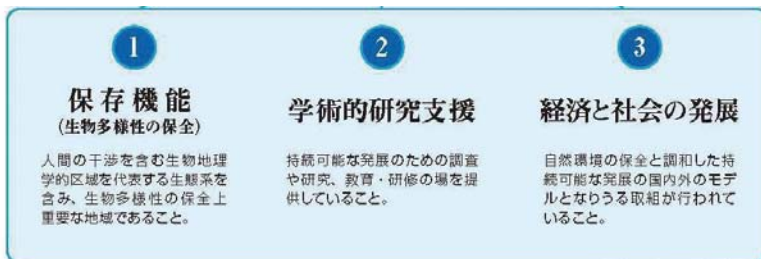 1
保存機能
(生物多様性の保全)
人間の干渉を含む生物地理
学的区域を代表する生態系を
含み、生物多様性の保全上
重要な地域であること。
2
学術的研究支援
持続可能な発展のための調査
や研究、教育・研修の場を提
供していること。
3
経済と社会の発展
自然環境の保全と調和した持
続可能な発展の国内外のモデ
ルとなりうる取組が行われて
いること。